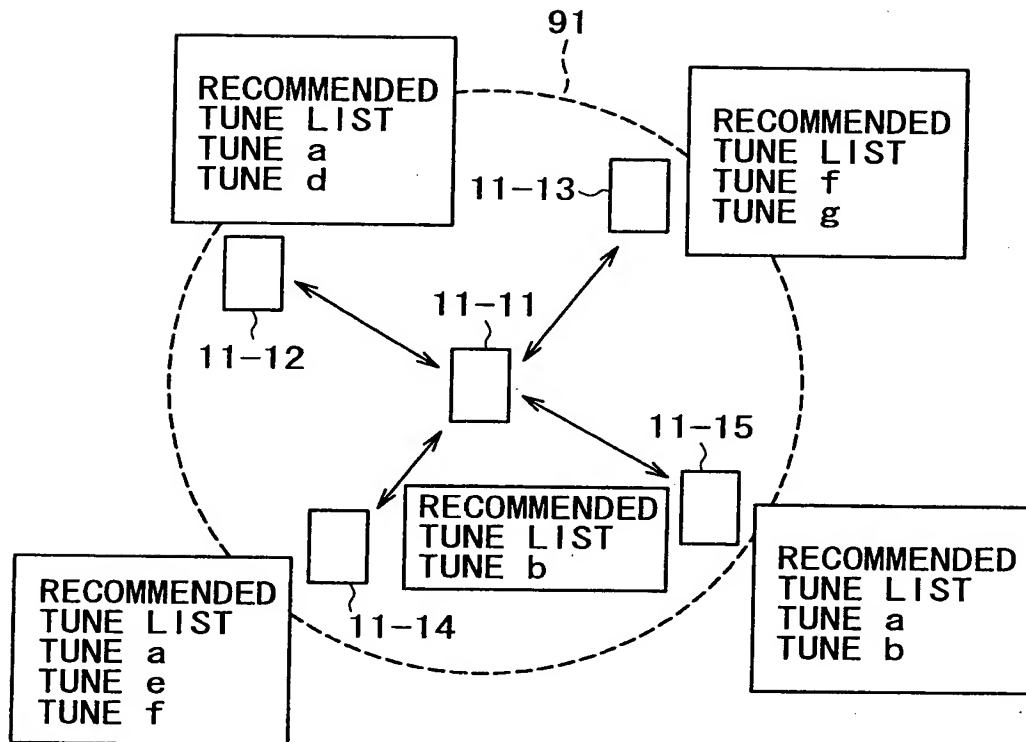 91
RECOMMENDED
TUNE LIST
TUNE a
TUNE d
RECOMMENDED
TUNE LIST
TUNE f
TUNE g
11-13
11-12
11-11
11-15
RECOMMENDED
TUNE LIST
TUNE b
11-14
RECOMMENDED
TUNE LIST
TUNE a
TUNE e
TUNE f
RECOMMENDED
TUNE LIST
TUNE a
TUNE b